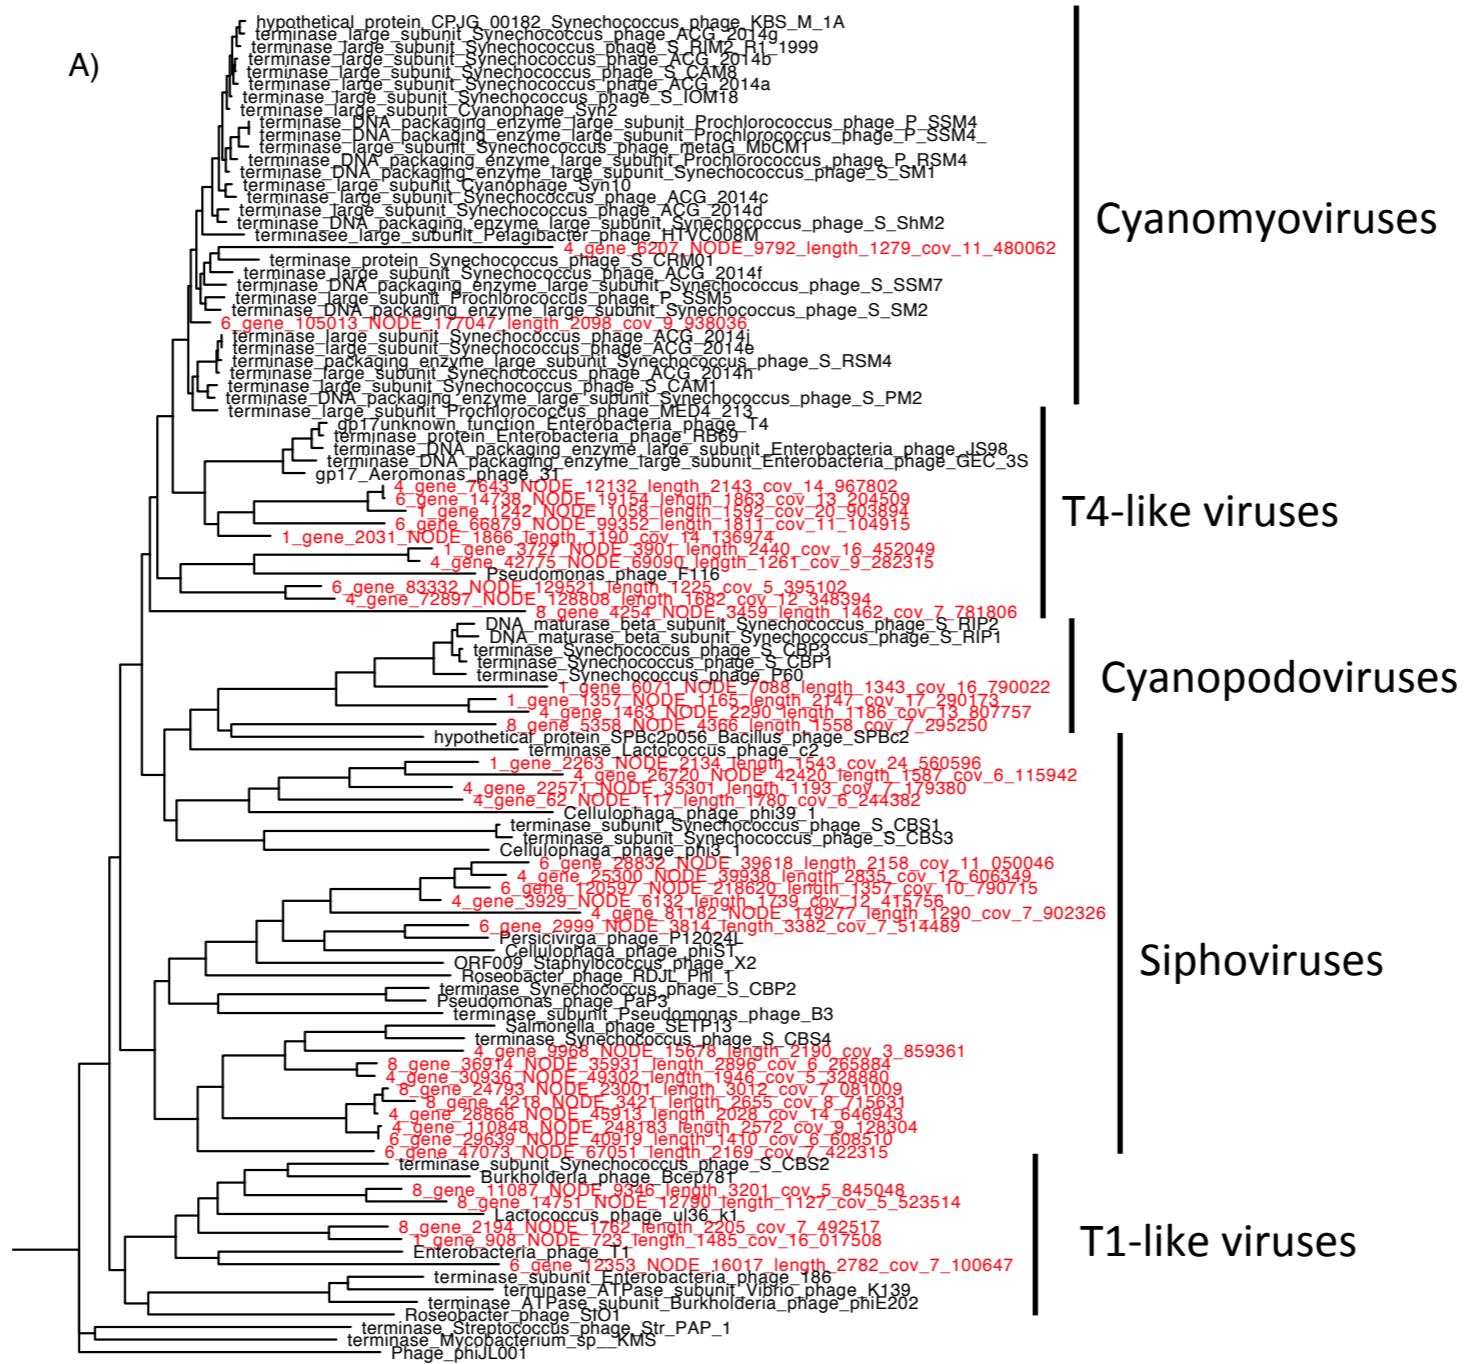 A)
hypothetical_protein_CPJG_00182_Synechococcus_phage_KBS_M_1A
terminase_large_subunit_Synechococcus_phage_ACG_2014g
terminase_large_subunit_Synechococcus_phage_S_RIM2_R1_1999
terminase_large_subunit_Synechococcus_phage_ACG_2014b
terminase_large_subunit_Synechococcus_phage_S_CAM8
terminase_large_subunit_Synechococcus_phage_ACG_2014a
terminase_large_subunit_Synechococcus_phage_S_IOM18
terminase_large_subunit_Cyanophage_Syn2
terminase_DNA_packaging_enzyme_large_subunit_Prochlorococcus_phage_P_SSM4
terminase_DNA_packaging_enzyme_large_subunit_Prochlorococcus_phage_P_SSM4_
terminase_large_subunit_Synechococcus_phage_metaG_MbCM1
terminase_DNA_packaging_enzyme_large_subunit_Prochlorococcus_phage_P_RSM4
terminase_DNA_packaging_enzyme_large_subunit_Synechococcus_phage_S_SM1
terminase_large_subunit_Cyanophage_Syn10
terminase_large_subunit_Synechococcus_phage_ACG_2014c
terminase_large_subunit_Synechococcus_phage_ACG_2014d
terminase_DNA_packaging_enzyme_large_subunit_Synechococcus_phage_S_ShM2
terminasee_large_subunit_Pelagibacter_phage_HTVC008M
4_gene_6207_NODE_9792_length_1279_cov_11_480062
terminase_protein_Synechococcus_phage_S_CRM01
terminase_large_subunit_Synechococcus_phage_ACG_2014f
terminase_DNA_packaging_enzyme_large_subunit_Synechococcus_phage_S_SSM7
terminase_large_subunit_Prochlorococcus_phage_P_SSM5
terminase_DNA_packaging_enzyme_large_subunit_Synechococcus_phage_S_SM2
6_gene_105013_NODE_177047_length_2098_cov_9_938036
terminase_large_subunit_Synechococcus_phage_ACG_2014j
terminase_large_subunit_Synechococcus_phage_ACG_2014e
terminase_packaging_enzyme_large_subunit_Synechococcus_phage_S_RSM4
terminase_large_subunit_Synechococcus_phage_ACG_2014h
terminase_large_subunit_Synechococcus_phage_S_CAM1
terminase_DNA_packaging_enzyme_large_subunit_Synechococcus_phage_S_PM2
terminase_large_subunit_Prochlorococcus_phage_MED4_213
Cyanomyoviruses
gp17unknown_function_Enterobacteria_phage_T4
terminase_protein_Enterobacteria_phage_RB69
terminase_DNA_packaging_enzyme_large_subunit_Enterobacteria_phage_JS98
terminase_DNA_packaging_enzyme_large_subunit_Enterobacteria_phage_GEC_3S
gp17_Aeromonas_phage_31
4_gene_7643_NODE_12132_length_2143_cov_14_967802
6_gene_14738_NODE_19154_length_1863_cov_13_204509
1_gene_1242_NODE_1058_length_1592_cov_20_903894
6_gene_66879_NODE_99352_length_1811_cov_11_104915
1_gene_2031_NODE_1866_length_1190_cov_14_136974
1_gene_3727_NODE_3901_length_2440_cov_16_452049
4_gene_42775_NODE_69090_length_1261_cov_9_282315
Pseudomonas_phage_F116
6_gene_83332_NODE_129521_length_1225_cov_5_395102
4_gene_72897_NODE_128808_length_1682_cov_12_348394
8_gene_4254_NODE_3459_length_1462_cov_7_781806
T4-like viruses
DNA_maturase_beta_subunit_Synechococcus_phage_S_RIP2
DNA_maturase_beta_subunit_Synechococcus_phage_S_RIP1
terminase_Synechococcus_phage_S_CBP3
terminase_Synechococcus_phage_S_CBP1
terminase_Synechococcus_phage_P60
1_gene_6071_NODE_7088_length_1343_cov_16_790022
1_gene_1357_NODE_1165_length_2147_cov_17_290173
4_gene_1463_NODE_2290_length_1186_cov_13_807757
8_gene_5358_NODE_4366_length_1558_cov_7_295250
Cyanopodoviruses
hypothetical_protein_SPBc2p056_Bacillus_phage_SPBc2
terminase_Lactococcus_phage_c2
1_gene_2263_NODE_2134_length_1543_cov_24_560596
4_gene_26720_NODE_42420_length_1587_cov_6_115942
4_gene_22571_NODE_35301_length_1193_cov_7_179380
4_gene_62_NODE_117_length_1780_cov_6_244382
Cellulophaga_phage_phi39_1
terminase_subunit_Synechococcus_phage_S_CBS1
terminase_subunit_Synechococcus_phage_S_CBS3
Cellulophaga_phage_phi3_1
6_gene_28832_NODE_39618_length_2158_cov_11_050046
4_gene_25300_NODE_39938_length_2835_cov_12_606349
6_gene_120597_NODE_218620_length_1357_cov_10_790715
4_gene_3929_NODE_6132_length_1739_cov_12_415756
4_gene_81182_NODE_149277_length_1290_cov_7_902326
6_gene_2999_NODE_3814_length_3382_cov_7_514489
Persicivirga_phage_P12024L
Cellulophaga_phage_phiST
ORF009_Staphylococcus_phage_X2
Roseobacter_phage_RDJL_Phi_1
terminase_Synechococcus_phage_S_CBP2
Pseudomonas_phage_PaP3
terminase_subunit_Pseudomonas_phage_B3
Salmonella_phage_SETP13
terminase_Synechococcus_phage_S_CBS4
4_gene_9968_NODE_15678_length_2190_cov_3_859361
8_gene_36914_NODE_35931_length_2896_cov_6_265884
4_gene_30936_NODE_49302_length_1946_cov_5_328880
8_gene_24793_NODE_23001_length_3012_cov_7_081009
8_gene_4218_NODE_3421_length_2655_cov_8_715631
4_gene_28866_NODE_45913_length_2028_cov_14_646943
4_gene_110848_NODE_248183_length_2572_cov_9_128304
6_gene_29639_NODE_40919_length_1410_cov_6_608510
6_gene_47073_NODE_67051_length_2169_cov_7_422315
Siphoviruses
terminase_subunit_Synechococcus_phage_S_CBS2
Burkholderia_phage_Bcep781
8_gene_11087_NODE_9346_length_3201_cov_5_845048
8_gene_14751_NODE_12790_length_1127_cov_5_523514
Lactococcus_phage_ul36_k1
8_gene_2194_NODE_1762_length_2205_cov_7_492517
1_gene_908_NODE_723_length_1485_cov_16_017508
Enterobacteria_phage_T1
6_gene_12353_NODE_16017_length_2782_cov_7_100647
terminase_subunit_Enterobacteria_phage_186
terminase_ATPase_subunit_Vibrio_phage_K139
terminase_ATPase_subunit_Burkholderia_phage_phiE202
Roseobacter_phage_SIO1
T1-like viruses
terminase_Streptococcus_phage_Str_PAP_1
terminase_Mycobacterium_sp__KMS
Phage_phiJL001